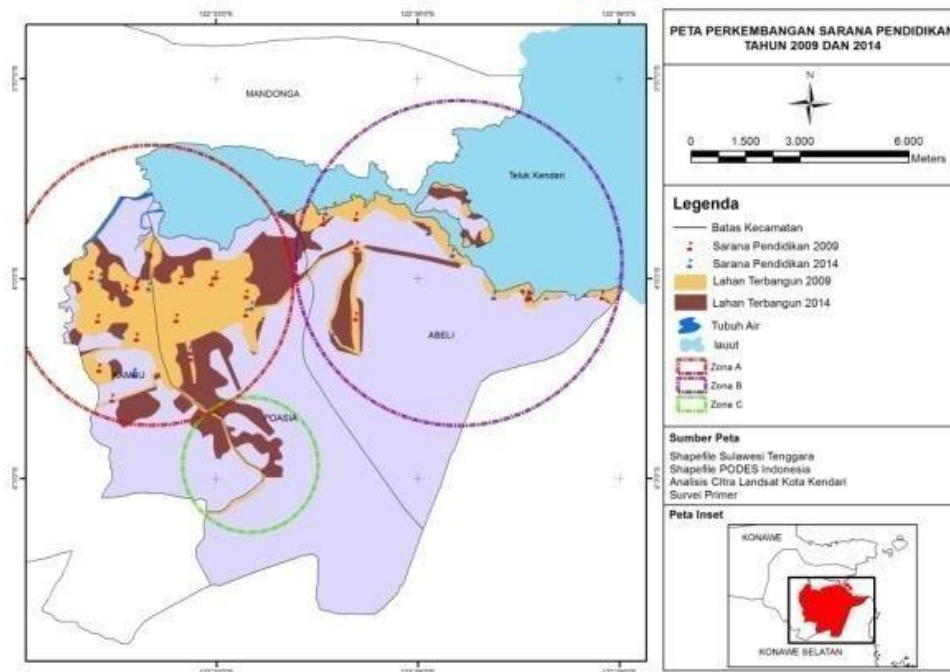 MANDONGA
Teluk Kendari
ABELI
KAMBU
POASIA
PETA PERKEMBANGAN SARANA PENDIDIKAN
TAHUN 2009 DAN 2014
N
0 1.500 3.000 6.000
Meters
Legenda
Batas Kecamatan
Sarana Pendidikan 2009
Sarana Pendidikan 2014
Lahan Terbangun 2009
Lahan Terbangun 2014
Tubuh Air
lauut
Zona A
Zona B
Zona C
Sumber Peta
Shapefile Sulawesi Tenggara
Shapefile PODES Indonesia
Analisis Citra Landsat Kota Kendari
Survei Primer
Peta Inset
KONAWE
KONAWE SELATAN